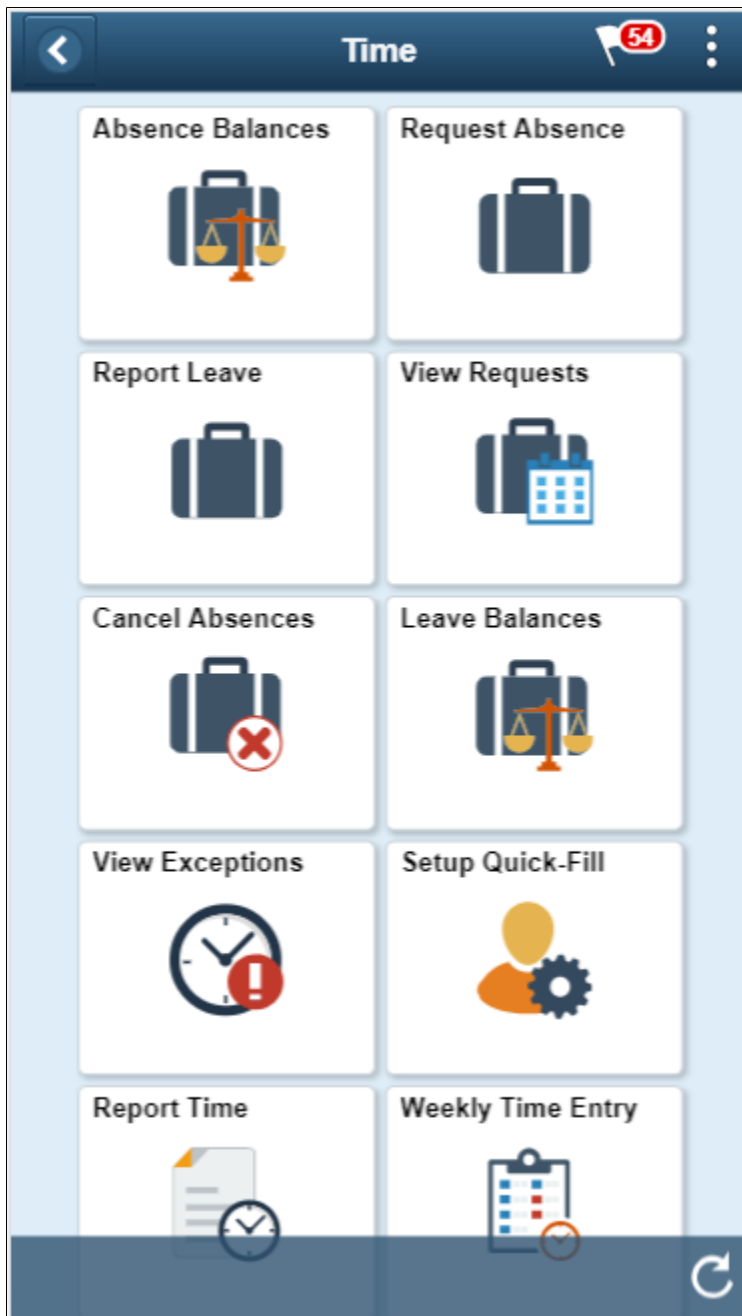 Time
54
Absence Balances
Request Absence
Report Leave
View Requests
Cancel Absences
Leave Balances
View Exceptions
Setup Quick-Fill
Report Time
Weekly Time Entry